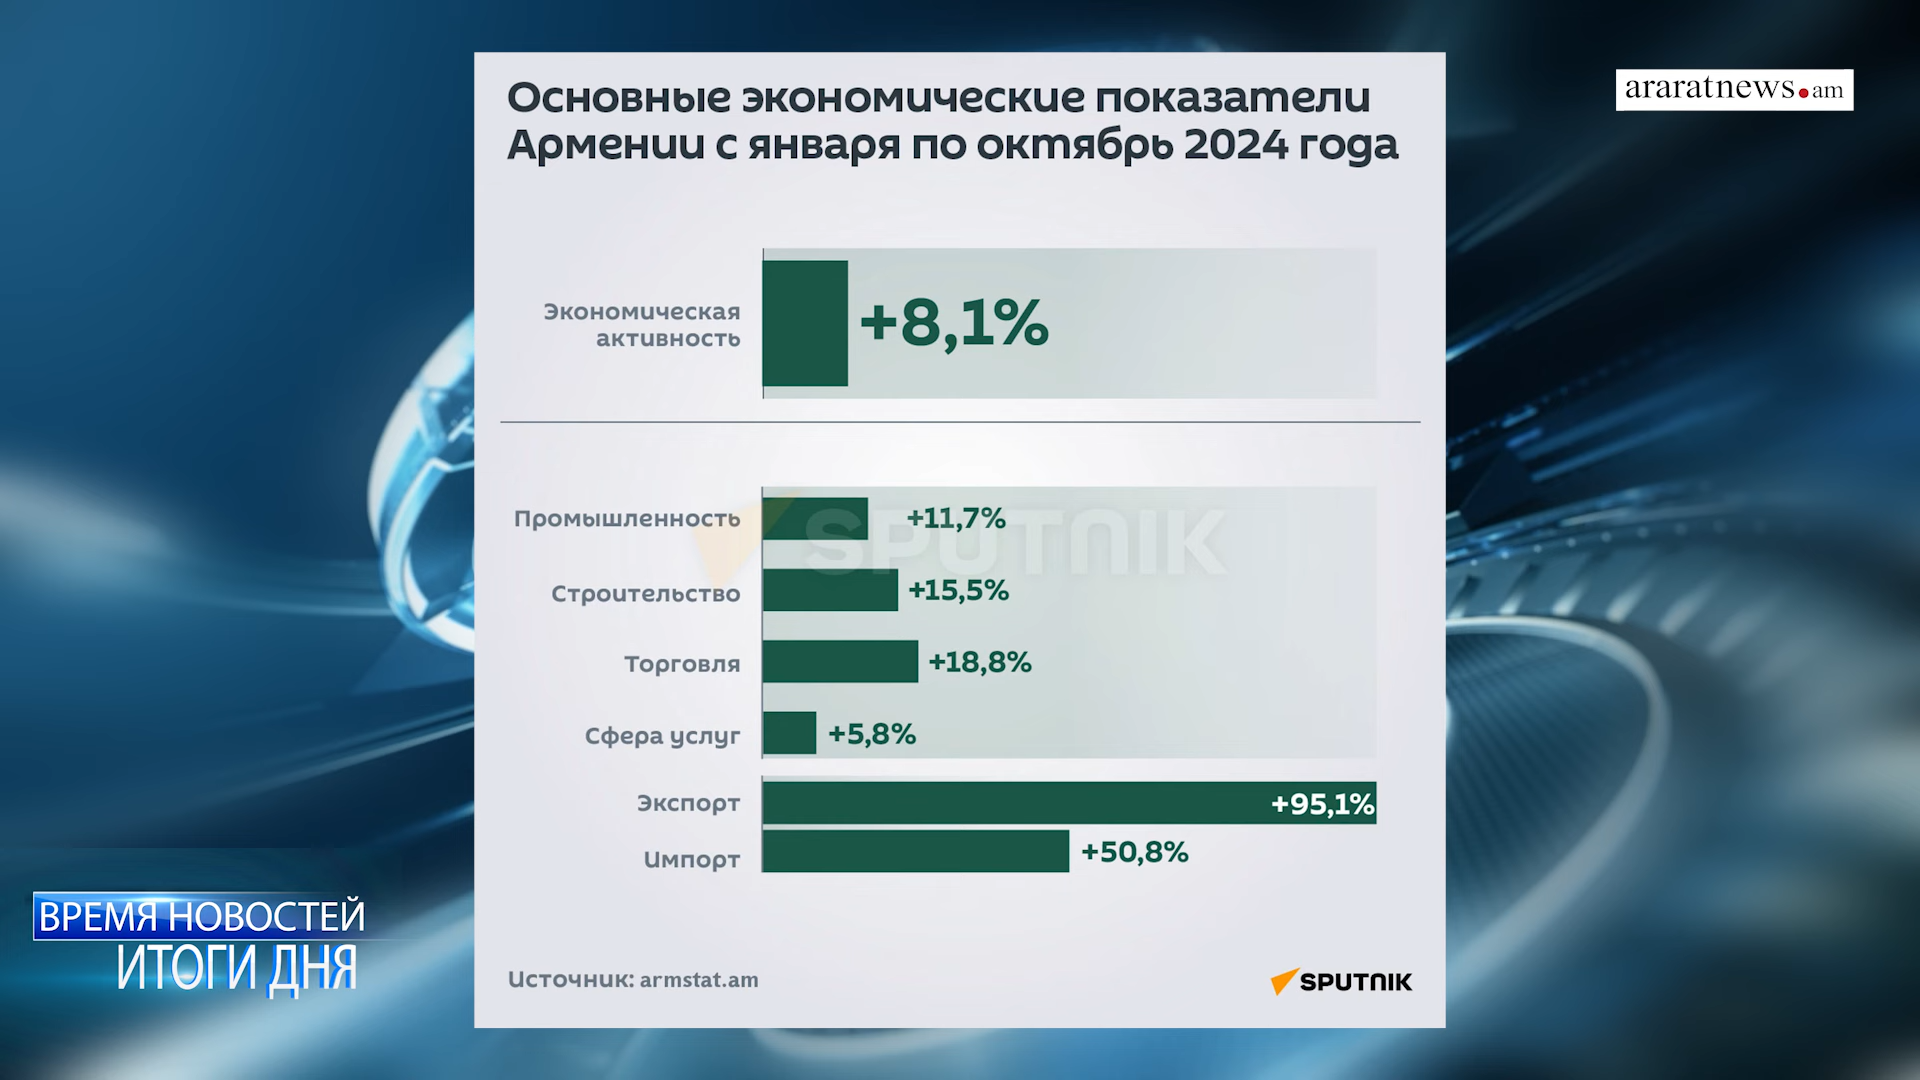 Основные экономические показатели
Армении с января по октябрь 2024 года
araratnews.am
Экономическая
активность
+8,1%
SPUTNIK
Промышленность
+11,7%
Строительство
+15,5%
Торговля
+18,8%
Сфера услуг
+5,8%
Экспорт
+95,1%
Импорт
+50,8%
ВРЕМЯ НОВОСТЕЙ
ИТОГИ ДНЯ
Источник: armstat.am
SPUTNIK